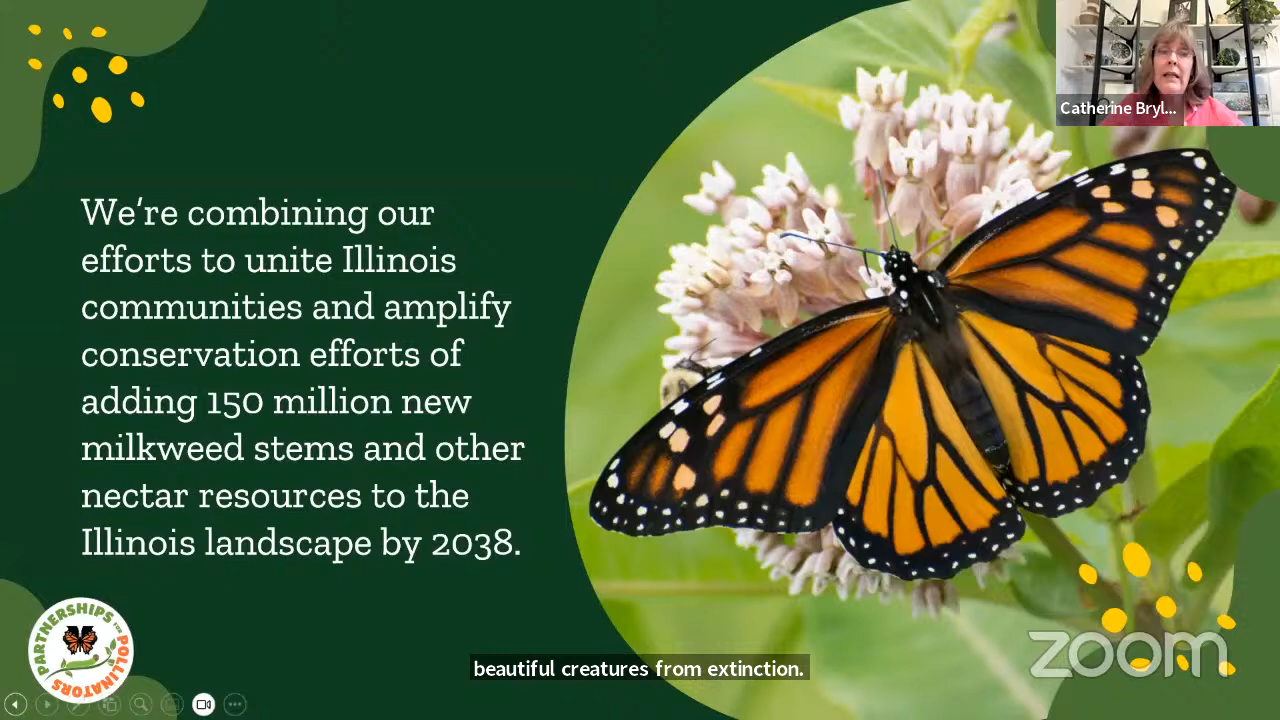 Catherine Bryl...
We're combining our
efforts to unite Illinois
communities and amplify
conservation efforts of
adding 150 million new
milkweed stems and other
nectar resources to the
Illinois landscape by 2038.
PARTNERSHIPS FOR
POLLINATORS
beautiful creatures from extinction.
zoom